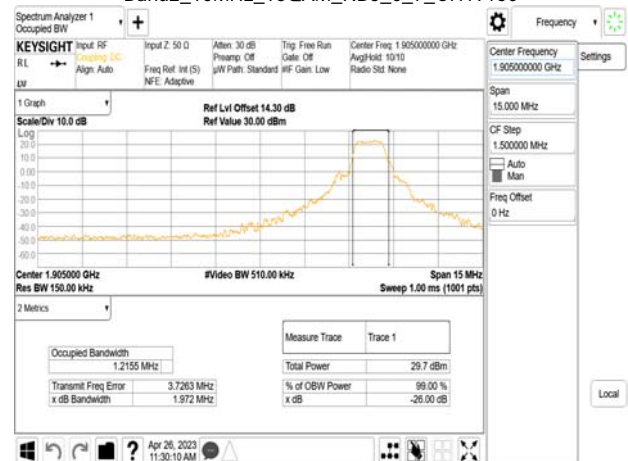 Spectrum Analyzer 1
Occupied BW
Frequency
KEYSIGHT
RL
Input: RF
Coupling: DC
Align: Auto
Input Z: 50 Ω
Freq Ref: Int (S)
NFE: Adaptive
Atten: 30 dB
Preamp: Off
µW Path: Standard
Trig: Free Run
Gate: Off
#IF Gain: Low
Center Freq: 1.905000000 GHz
Avg|Hold: 10/10
Radio Std: None
Center Frequency
1.905000000 GHz
Settings
Span
15.000 MHz
CF Step
1.500000 MHz
Auto
Man
Freq Offset
0 Hz
Local
1 Graph
Scale/Div 10.0 dB
Ref Lvl Offset 14.30 dB
Ref Value 30.00 dBm
Log
20.0
10.0
0.00
-10.0
-20.0
-30.0
-40.0
-50.0
-60.0
Center 1.905000 GHz
#Video BW 510.00 kHz
Span 15 MHz
Res BW 150.00 kHz
Sweep 1.00 ms (1001 pts)
2 Metrics
Measure Trace
Trace 1
Occupied Bandwidth
1.2155 MHz
Total Power
29.7 dBm
Transmit Freq Error
3.7263 MHz
% of OBW Power
99.00 %
x dB Bandwidth
1.972 MHz
x dB
-26.00 dB
Apr 26, 2023
11:30:10 AM